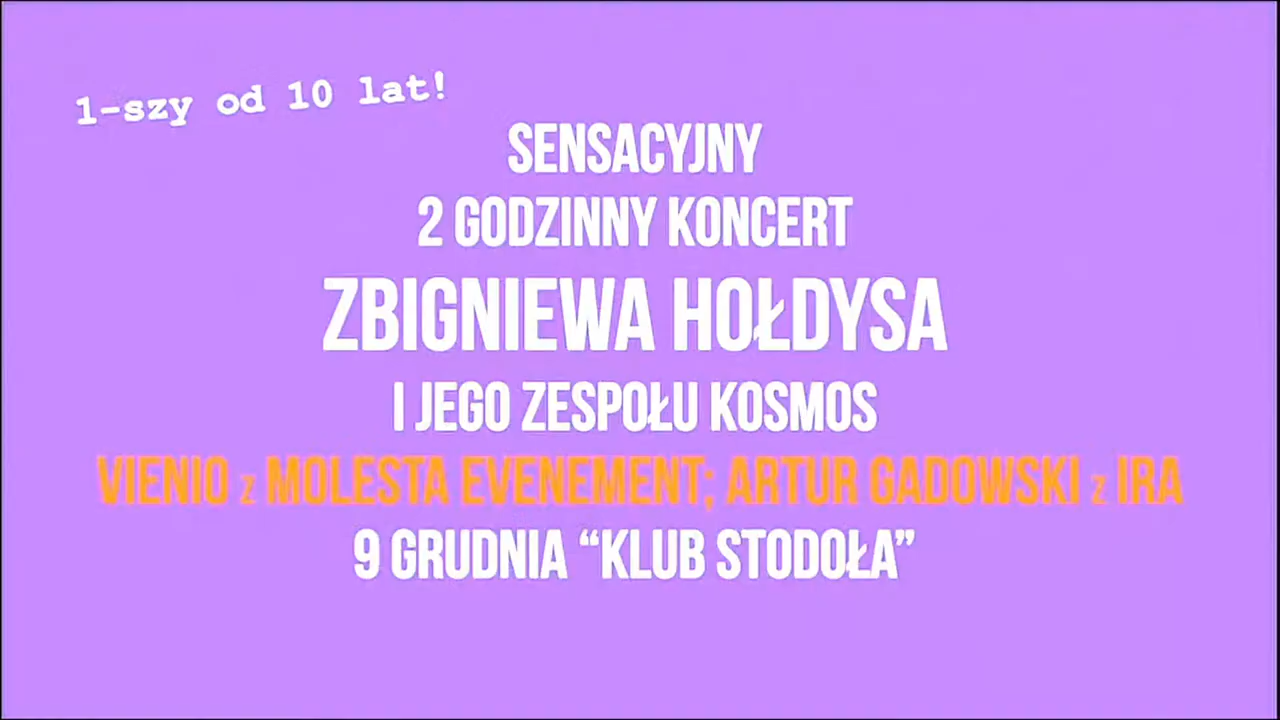 1-szy od 10 lat!
SENSACYJNY
2 GODZINNY KONCERT
ZBIGNIEWA HOŁDYSA
I JEGO ZESPOŁU KOSMOS
VIENIO z MOLESTA EVENEMENT; ARTUR GADOWSKI z IRA
9 GRUDNIA “KLUB STODOŁA”